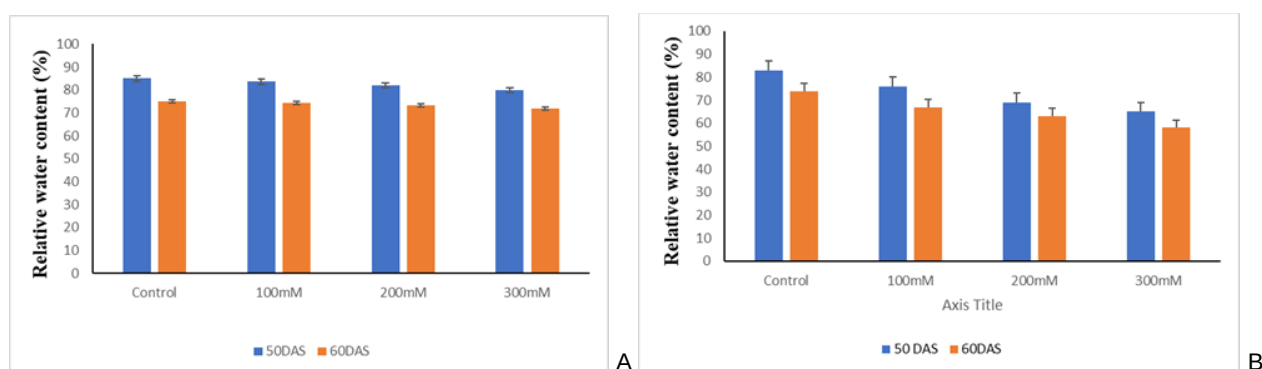 Relative water content (%)
100
90
80
70
60
50
40
30
20
10
0
Control 100mM 200mM 300mM
50DAS 60DAS
A
Relative water content (%)
100
90
80
70
60
50
40
30
20
10
0
Control 100mM 200mM 300mM
Axis Title
50 DAS 60DAS
B